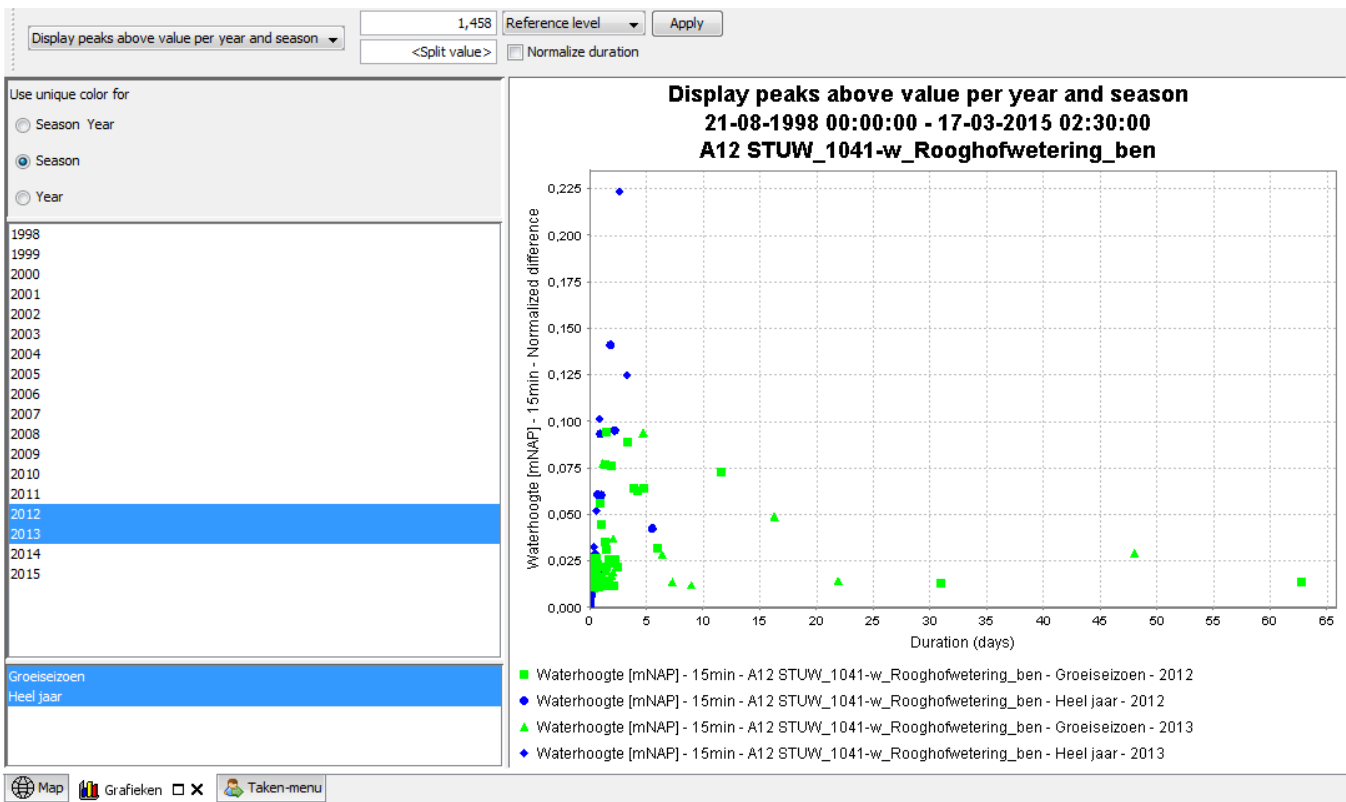 Display peaks above value per year and season
1,458
Reference level
Apply
<Split value>
Normalize duration
Use unique color for
Season Year
Season
Year
1998
1999
2000
2001
2002
2003
2004
2005
2006
2007
2008
2009
2010
2011
2012
2013
2014
2015
Groeiseizoen
Heel jaar
Display peaks above value per year and season
21-08-1998 00:00:00 - 17-03-2015 02:30:00
A12 STUW_1041-w_Rooghofwetering_ben
Waterhoogte [mNAP] - 15min - Normalized difference
0,225
0,200
0,175
0,150
0,125
0,100
0,075
0,050
0,025
0,000
0 5 10 15 20 25 30 35 40 45 50 55 60 65
Duration (days)
Waterhoogte [mNAP] - 15min - A12 STUW_1041-w_Rooghofwetering_ben - Groeiseizoen - 2012
Waterhoogte [mNAP] - 15min - A12 STUW_1041-w_Rooghofwetering_ben - Heel jaar - 2012
Waterhoogte [mNAP] - 15min - A12 STUW_1041-w_Rooghofwetering_ben - Groeiseizoen - 2013
Waterhoogte [mNAP] - 15min - A12 STUW_1041-w_Rooghofwetering_ben - Heel jaar - 2013
Map
Grafieken
Taken-menu